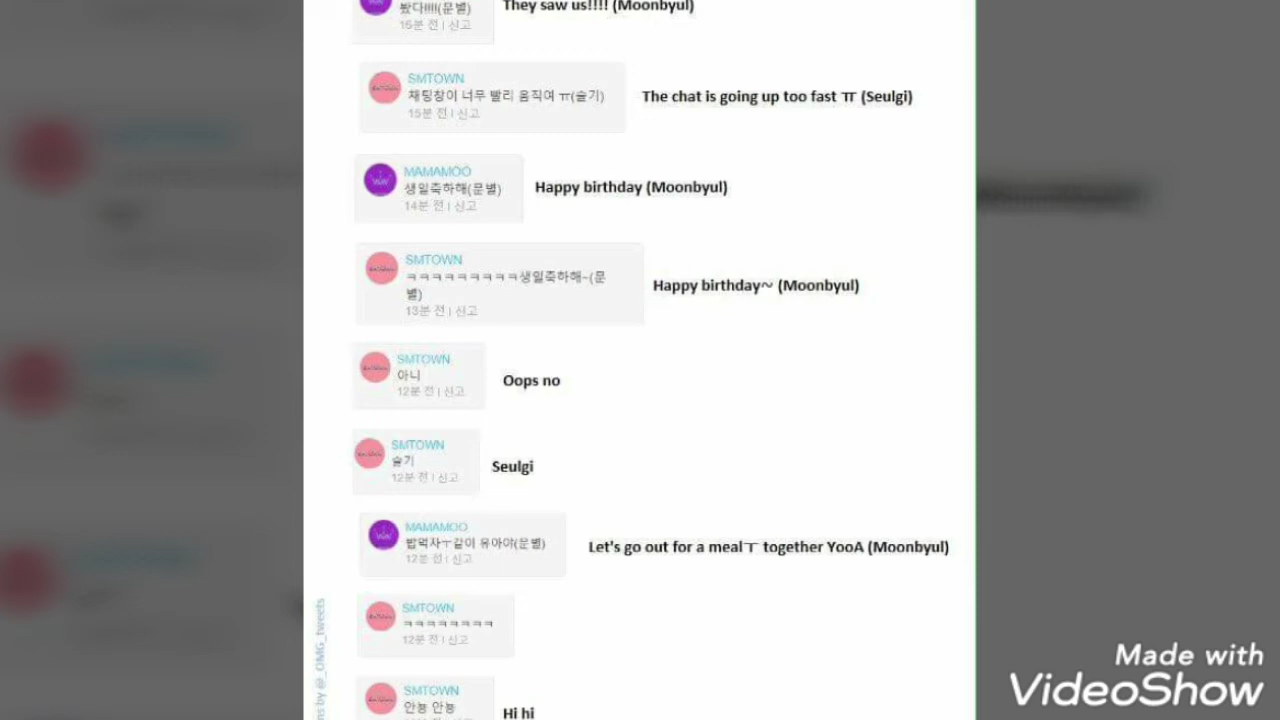 봤다!!!!(문별)
15분 전 | 신고
They saw us!!!! (Moonbyul)
SMTOWN
채팅창이 너무 빨리 움직여 ㅠ(슬기)
15분 전 | 신고
The chat is going up too fast ㅠ (Seulgi)
MAMAMOO
생일축하해(문별)
14분 전 | 신고
Happy birthday (Moonbyul)
SMTOWN
ㅋㅋㅋㅋㅋㅋㅋㅋㅋ생일축하해~(문
별)
13분 전 | 신고
Happy birthday~ (Moonbyul)
SMTOWN
아니
12분 전 | 신고
Oops no
SMTOWN
슬기
12분 전 | 신고
Seulgi
MAMAMOO
밥먹자ㅜ같이 유아야(문별)
12분 전 | 신고
Let's go out for a mealㅜ together YooA (Moonbyul)
SMTOWN
ㅋㅋㅋㅋㅋㅋㅋㅋ
12분 전 | 신고
SMTOWN
안뇽 안뇽
Hi hi
ns by @_OMG_tweets
Made with
VideoShow